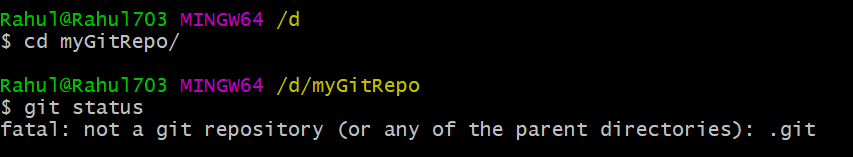 Rahul@Rahul703 MINGW64 /d
$ cd myGitRepo/
Rahul@Rahul703 MINGW64 /d/myGitRepo
$ git status
fatal: not a git repository (or any of the parent directories): .git